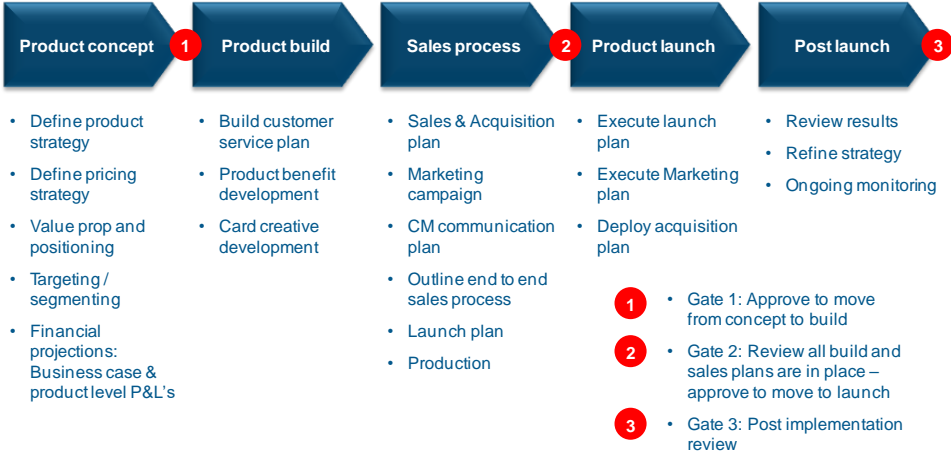 Product concept
1
Product build
Sales process
2
Product launch
Post launch
3
• Define product
strategy
• Define pricing
strategy
• Value prop and
positioning
• Targeting /
segmenting
• Financial
projections:
Business case &
product level P&L's
• Build customer
service plan
• Product benefit
development
• Card creative
development
• Sales & Acquisition
plan
• Marketing
campaign
• CM communication
plan
• Outline end to end
sales process
• Launch plan
• Production
• Execute launch
plan
• Execute Marketing
plan
• Deploy acquisition
plan
• Review results
• Refine strategy
• Ongoing monitoring
1
• Gate 1: Approve to move
from concept to build
2
• Gate 2: Review all build and
sales plans are in place –
approve to move to launch
3
• Gate 3: Post implementation
review